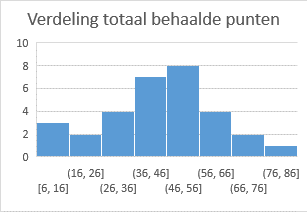 Verdeling totaal behaalde punten
10
8
6
4
2
0
(16, 26] (36, 46] (56, 66] (76, 86]
[6, 16] (26, 36] (46, 56] (66, 76]